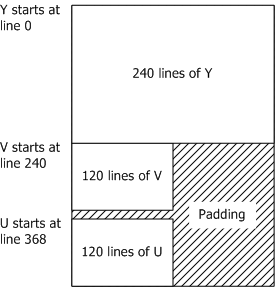 Y starts at
line 0
240 lines of Y
V starts at
line 240
120 lines of V
Padding
U starts at
line 368
120 lines of U